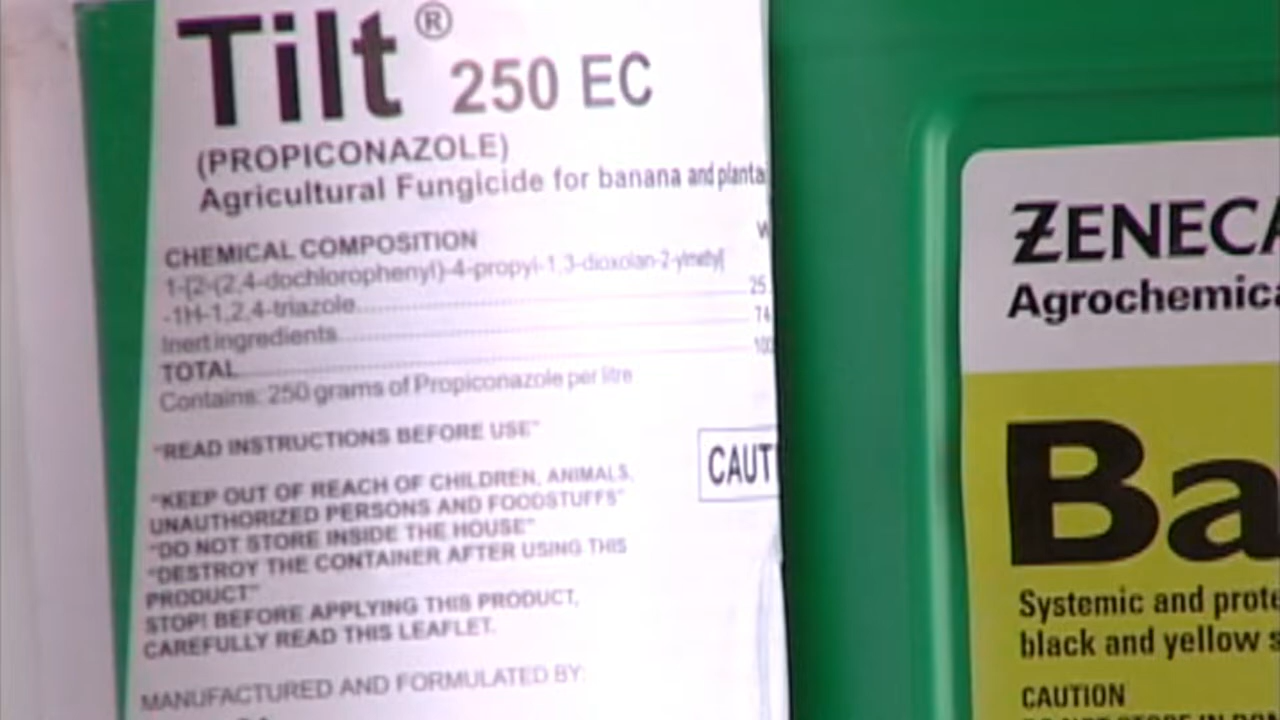 Tilt® 250 EC
(PROPICONAZOLE)
Agricultural Fungicide for banana and planta
CHEMICAL COMPOSITION
W
1-[2-(2,4-dochlorophenyl)-4-propyl-1,3-dioxolan-2-
-1H-1,2,4-triazole 25
Inert ingredients 74
TOTAL 100
Contains: 250 grams of Propiconazole per litre
"READ INSTRUCTIONS BEFORE USE"
CAUT
"KEEP OUT OF REACH OF CHILDREN, ANIMALS,
UNAUTHORIZED PERSONS AND FOODSTUFFS"
"DO NOT STORE INSIDE THE HOUSE"
"DESTROY THE CONTAINER AFTER USING THIS
PRODUCT"
STOP! BEFORE APPLYING THIS PRODUCT,
CAREFULLY READ THIS LEAFLET.
MANUFACTURED AND FORMULATED BY:
ZENECA
Agrochemica
Ba
Systemic and prote
black and yellow s
CAUTION